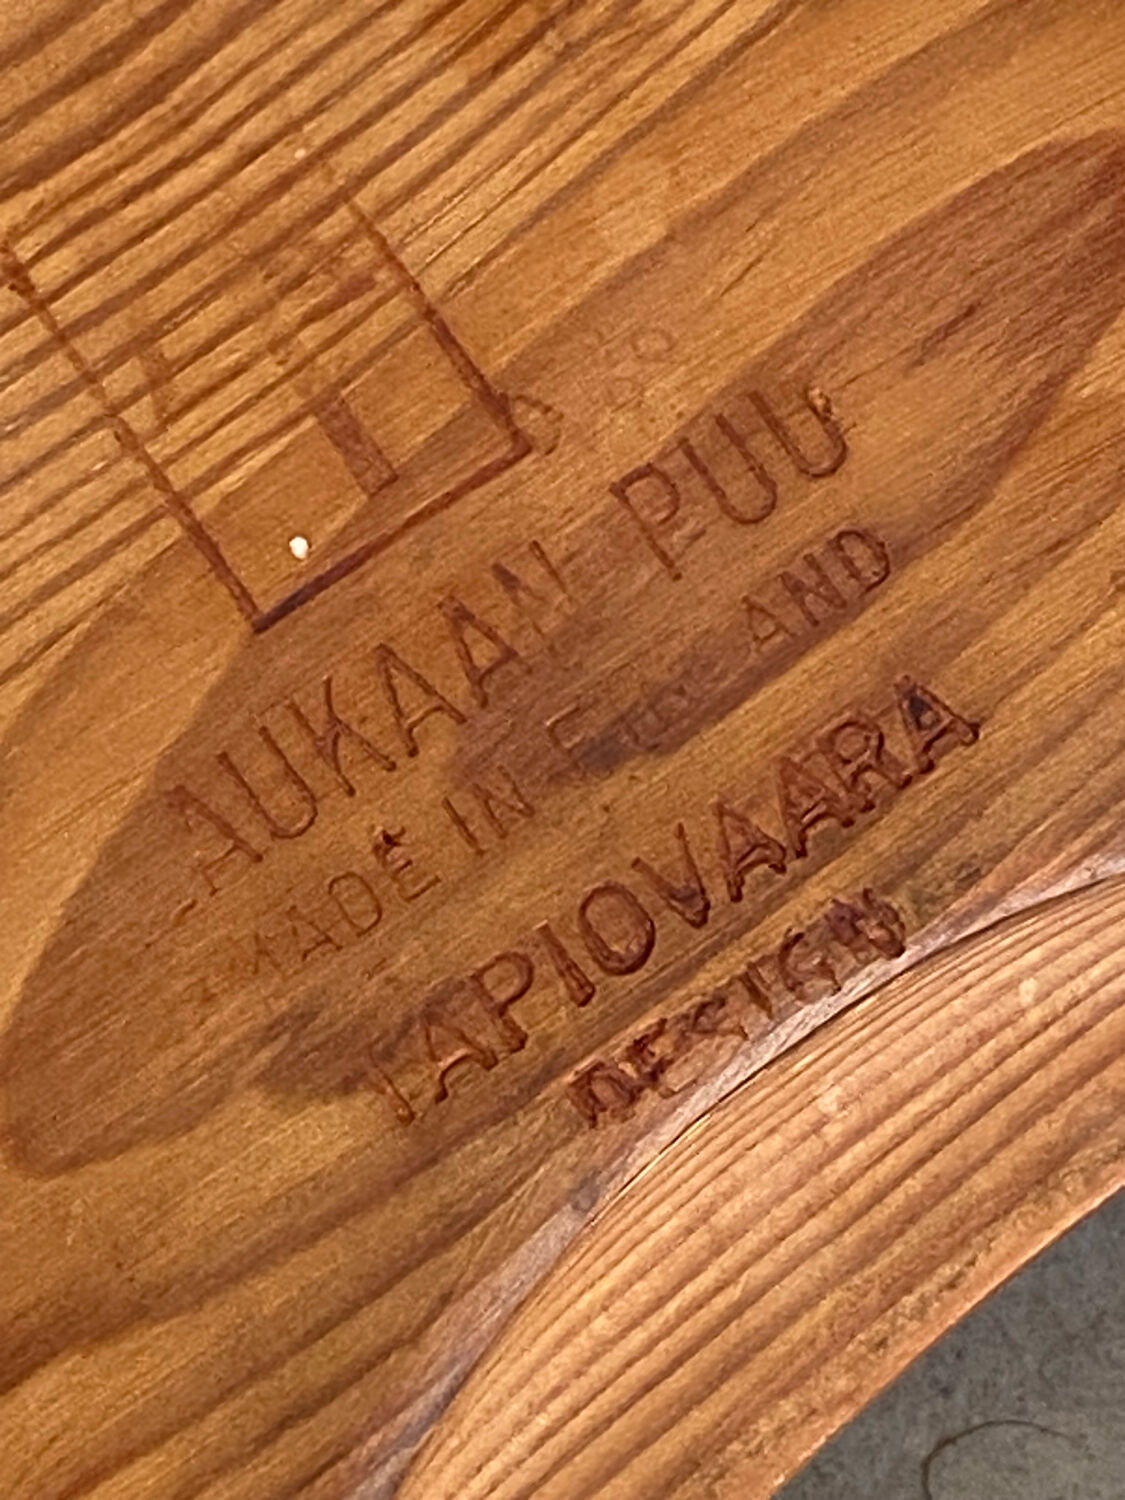 LAUKAAN PUU
MADE IN FINLAND
TAPIOVAARA
DESIGN